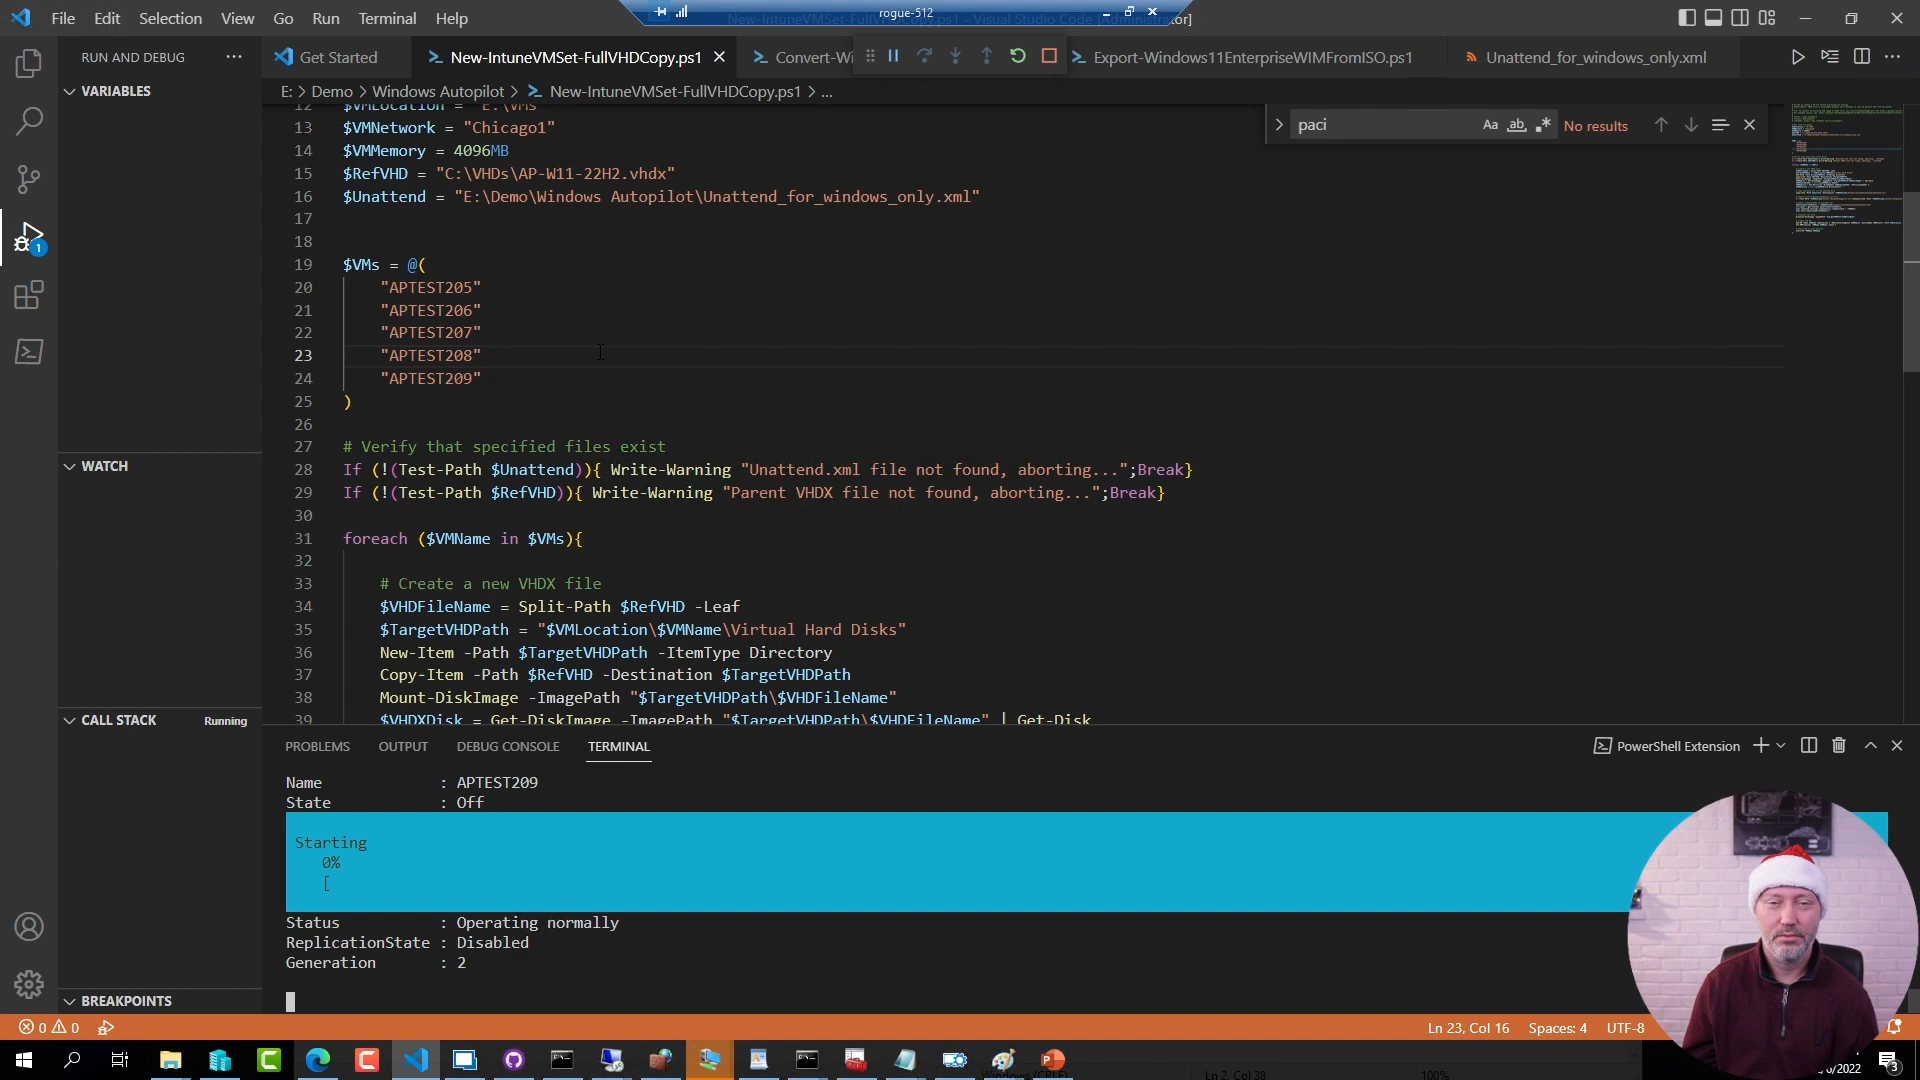 File Edit Selection View Go Run Terminal Help
rogue-512
New-IntuneVMSet-FullVHDCopy.ps1 - Visual Studio Code [Administrator]
RUN AND DEBUG
Get Started
New-IntuneVMSet-FullVHDCopy.ps1
Convert-Wi
Export-Windows11EnterpriseWIMFromISO.ps1
Unattend_for_windows_only.xml
VARIABLES
E: > Demo > Windows Autopilot > New-IntuneVMSet-FullVHDCopy.ps1 > ...
paci
Aa ab No results
12 $VMLocation = "E:\VMs"
13 $VMNetwork = "Chicago1"
14 $VMMemory = 4096MB
15 $RefVHD = "C:\VHDs\AP-W11-22H2.vhdx"
16 $Unattend = "E:\Demo\Windows Autopilot\Unattend_for_windows_only.xml"
17
18
19 $VMs = @(
20 "APTEST205"
21 "APTEST206"
22 "APTEST207"
23 "APTEST208"
24 "APTEST209"
25 )
26
27 # Verify that specified files exist
28 If (!(Test-Path $Unattend)){ Write-Warning "Unattend.xml file not found, aborting...";Break}
29 If (!(Test-Path $RefVHD)){ Write-Warning "Parent VHDX file not found, aborting...";Break}
30
31 foreach ($VMName in $VMs){
32
33 # Create a new VHDX file
34 $VHDFileName = Split-Path $RefVHD -Leaf
35 $TargetVHDPath = "$VMLocation\$VMName\Virtual Hard Disks"
36 New-Item -Path $TargetVHDPath -ItemType Directory
37 Copy-Item -Path $RefVHD -Destination $TargetVHDPath
38 Mount-DiskImage -ImagePath "$TargetVHDPath\$VHDFileName"
39 $VHDXDisk = Get-DiskImage -ImagePath "$TargetVHDPath\$VHDFileName" | Get-Disk
WATCH
CALL STACK Running
BREAKPOINTS
1
PROBLEMS OUTPUT DEBUG CONSOLE TERMINAL
PowerShell Extension
Name : APTEST209
State : Off
Starting
0%
[
Status : Operating normally
ReplicationState : Disabled
Generation : 2
0 0
Ln 23, Col 16 Spaces: 4 UTF-8
Windows (CRLF) Ln 2, Col 38 100%
/2022
3